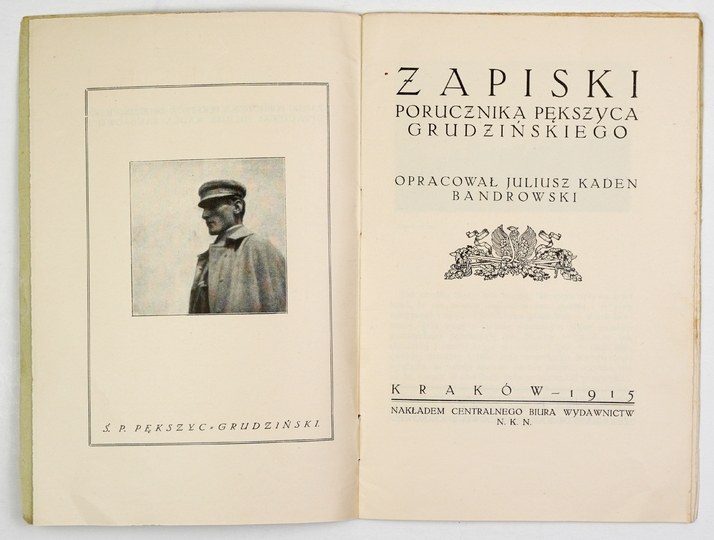 Ś. P. PĘKSZYC-GRUDZIŃSKI.
ZAPISKI
PORUCZNIKA PĘKSZYCA
GRUDZIŃSKIEGO
OPRACOWAŁ JULIUSZ KADEN
BANDROWSKI
KRAKÓW—1915
NAKŁADEM CENTRALNEGO BIURA WYDAWNICTW
N. K. N.